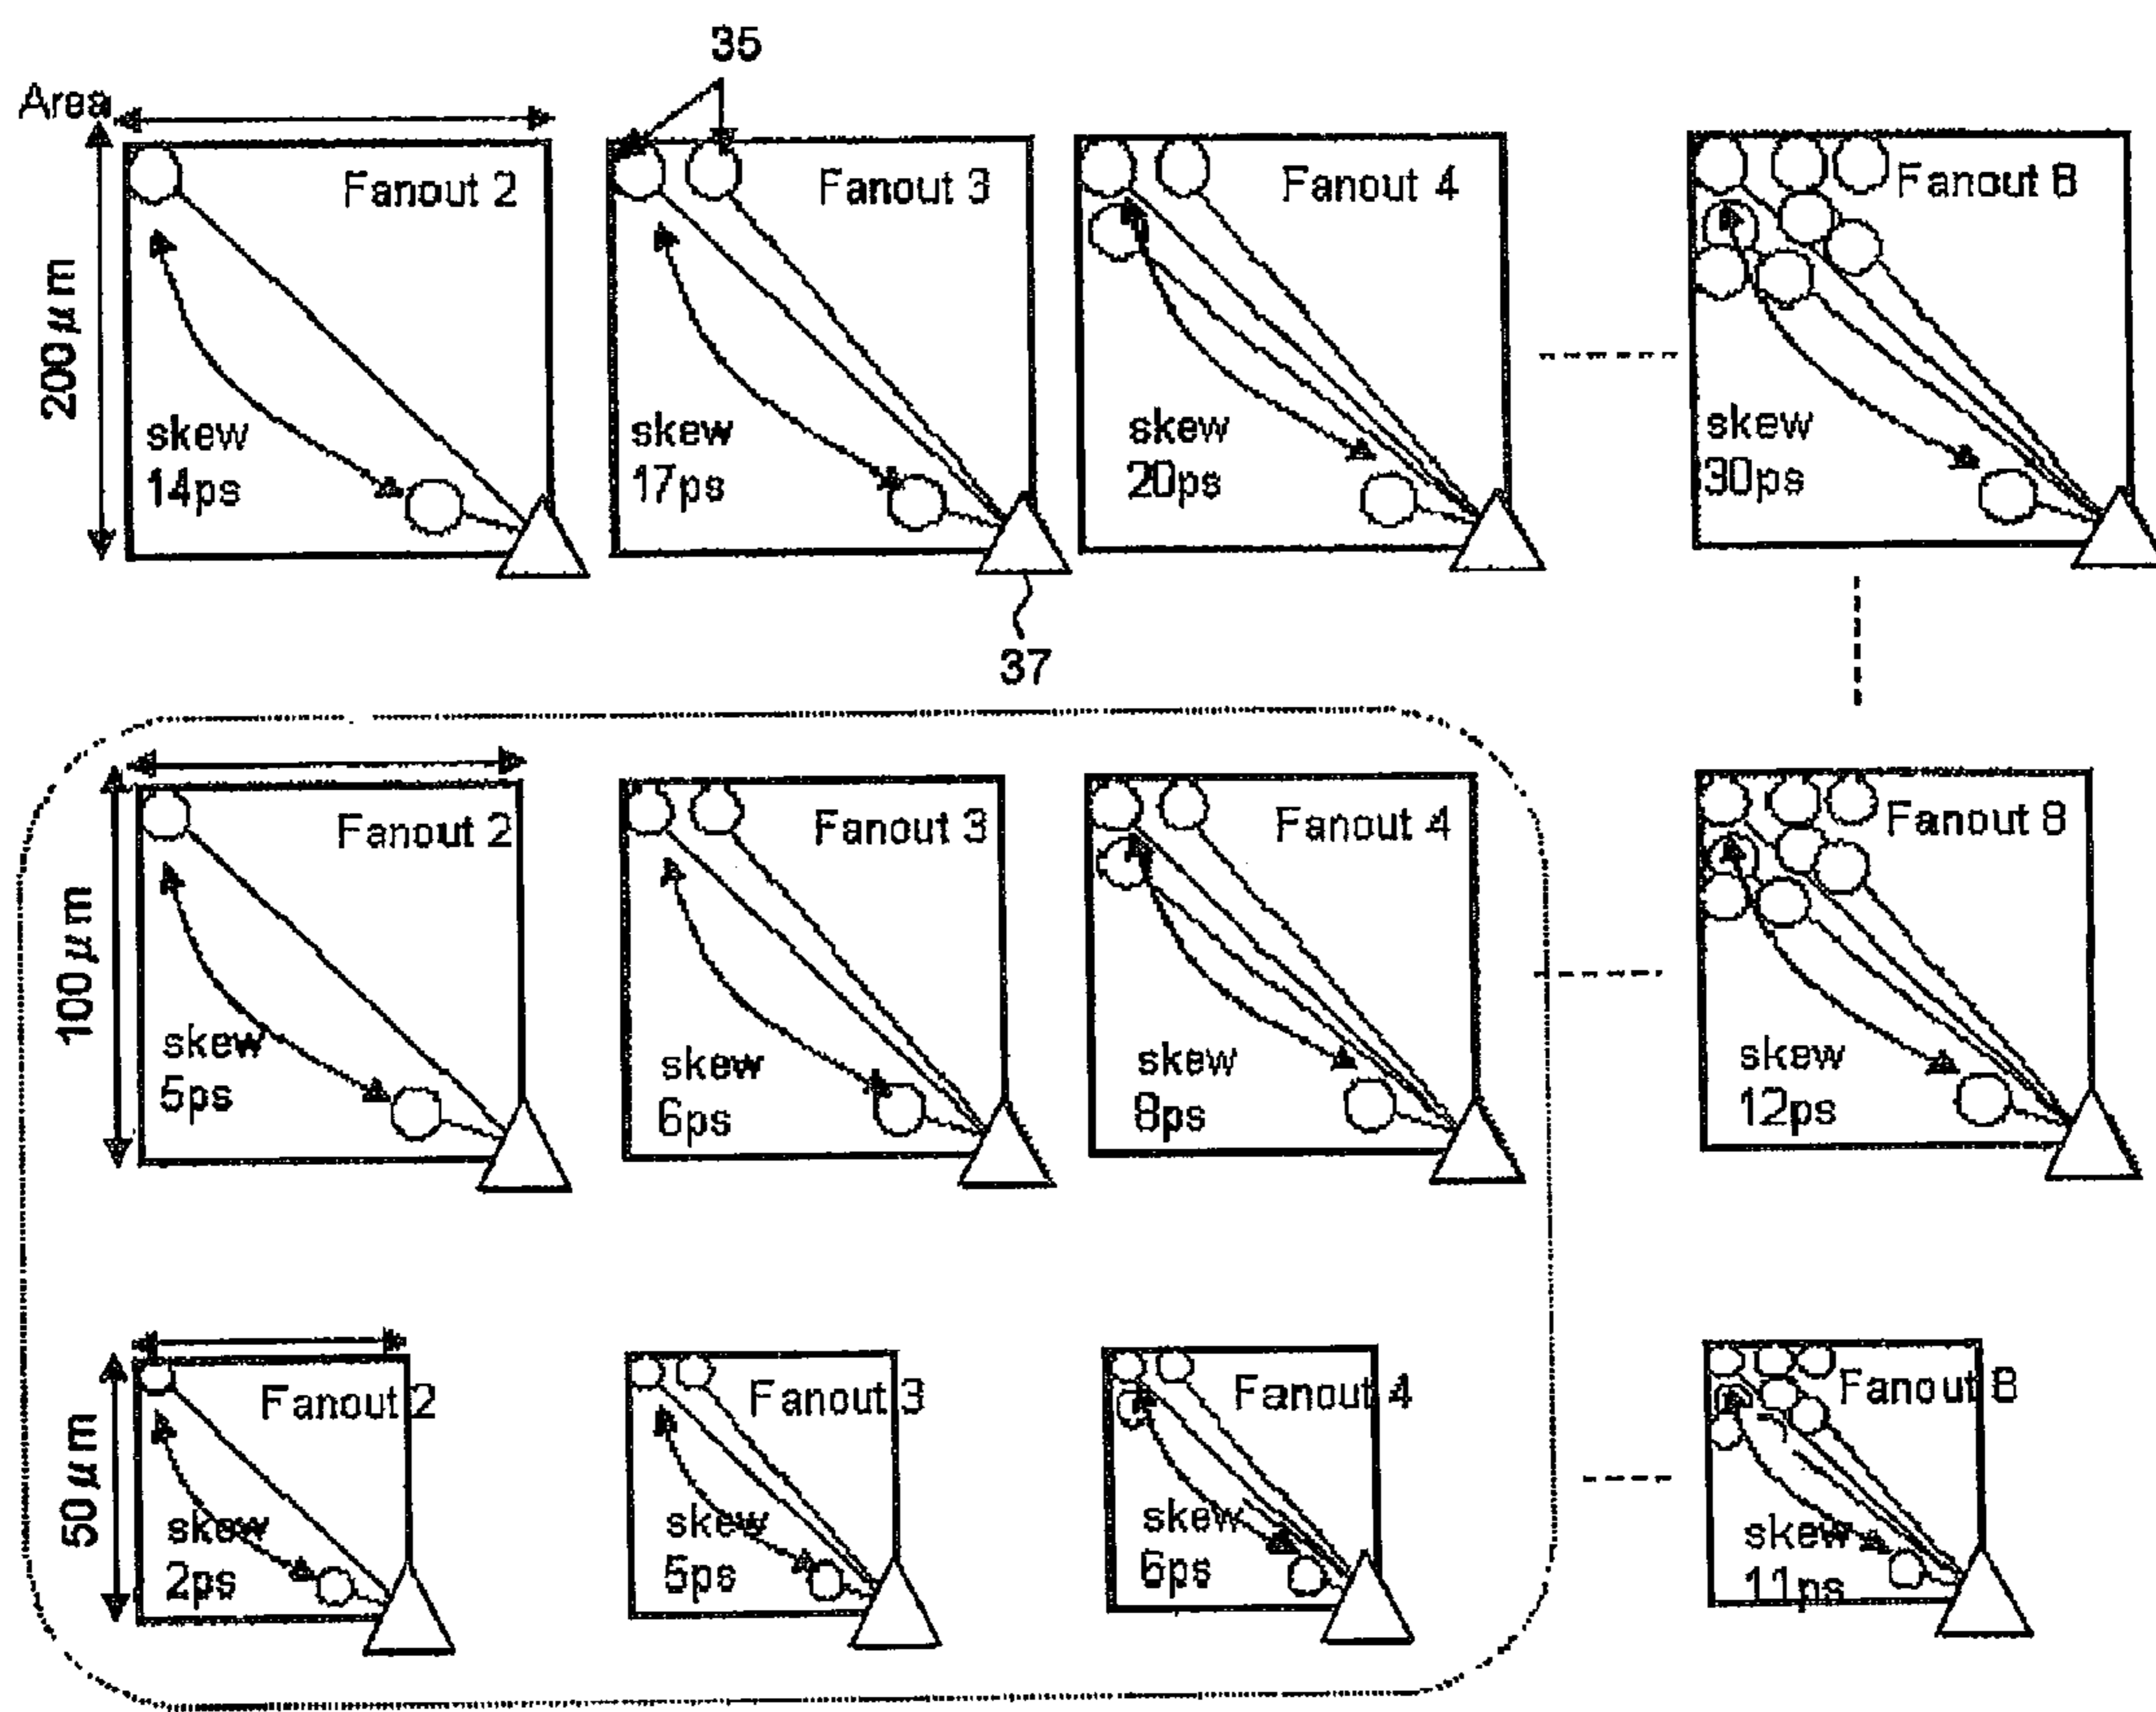 35
Area
200μm
Fanout 2
skew
14ps
Fanout 3
skew
17ps
Fanout 4
skew
20ps
Fanout 8
skew
30ps
37
100μm
Fanout 2
skew
5ps
Fanout 3
skew
6ps
Fanout 4
skew
8ps
Fanout 8
skew
12ps
50μm
Fanout 2
skew
2ps
Fanout 3
skew
5ps
Fanout 4
skew
6ps
Fanout 8
skew
11ps